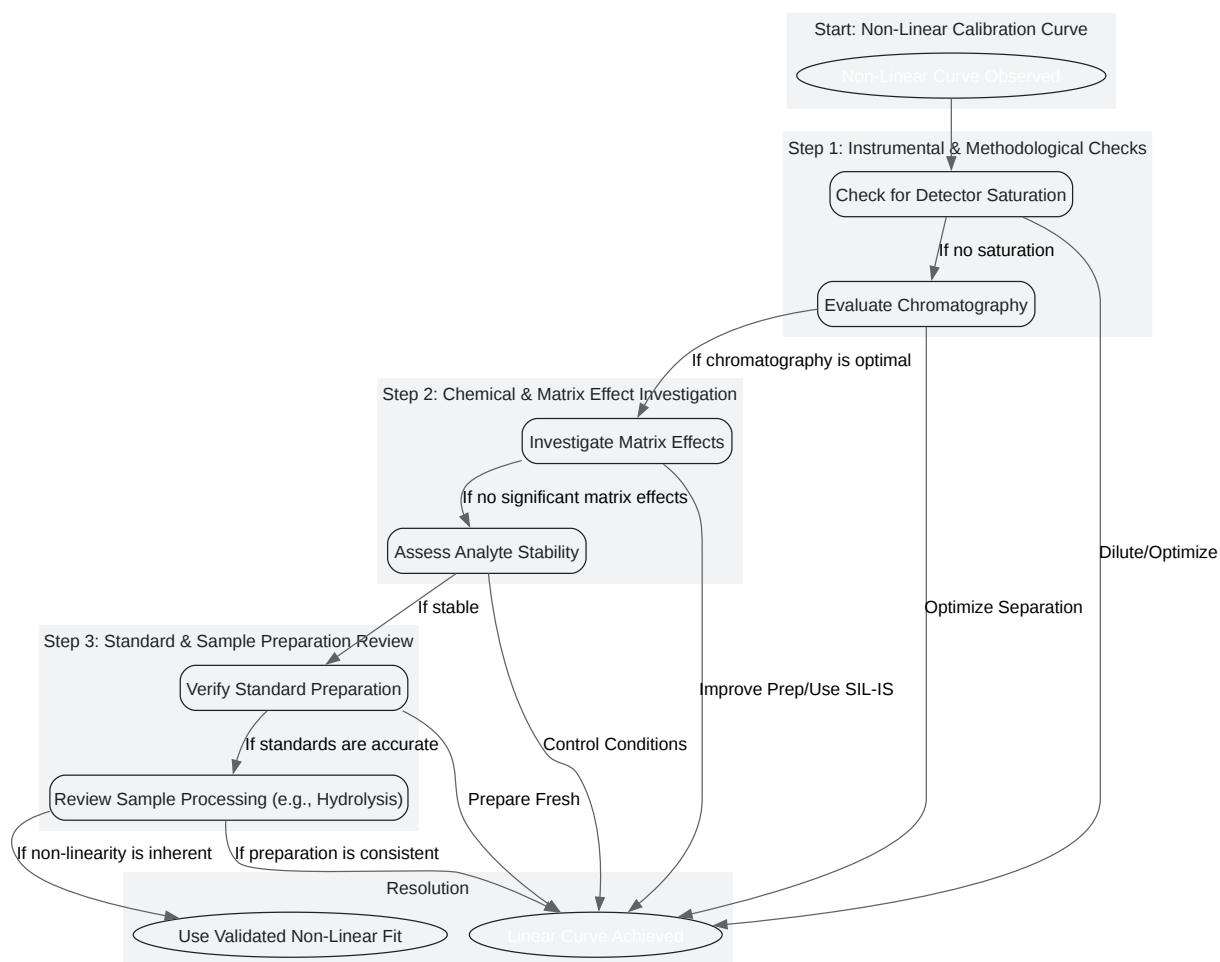 Start: Non-Linear Calibration Curve
Non-Linear Curve Observed
Step 1: Instrumental & Methodological Checks
Check for Detector Saturation
If no saturation
Evaluate Chromatography
If chromatography is optimal
Step 2: Chemical & Matrix Effect Investigation
Investigate Matrix Effects
If no significant matrix effects
Assess Analyte Stability
Dilute/Optimize
If stable
Optimize Separation
Step 3: Standard & Sample Preparation Review
Verify Standard Preparation
Improve Prep/Use SIL-IS
If standards are accurate
Control Conditions
Review Sample Processing (e.g., Hydrolysis)
Prepare Fresh
If non-linearity is inherent
If preparation is consistent
Resolution
Use Validated Non-Linear Fit
Linear Curve Achieved